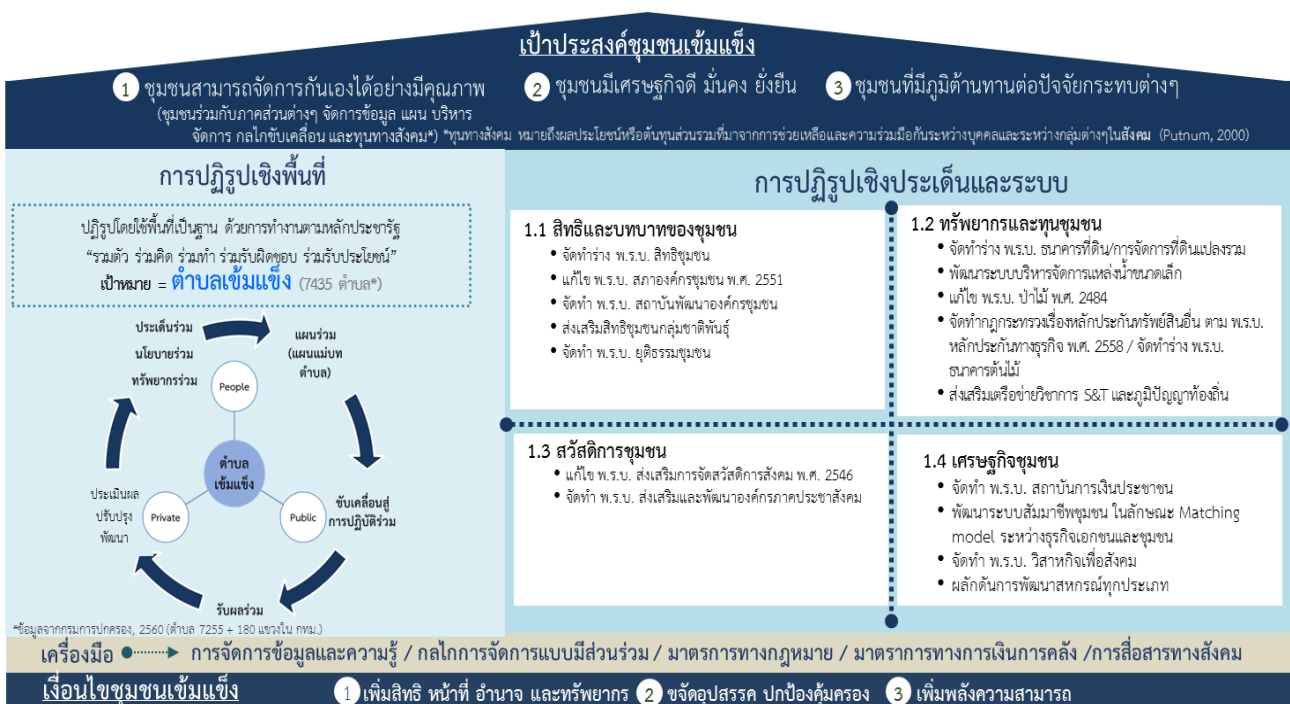 เป้าประสงค์ชุมชนเข้มแข็ง
1 ชุมชนสามารถจัดการกันเองได้อย่างมีคุณภาพ
(ชุมชนร่วมกับภาคส่วนต่างๆ จัดการข้อมูล แผน บริหาร
จัดการ กลไกขับเคลื่อน และทุนทางสังคม*)
2 ชุมชนมีเศรษฐกิจดี มั่นคง ยั่งยืน
3 ชุมชนที่มีภูมิต้านทานต่อปัจจัยกระทบต่างๆ
*ทุนทางสังคม หมายถึงผลประโยชน์หรือต้นทุนส่วนรวมที่มาจากการช่วยเหลือและความร่วมมือกันระหว่างบุคคลและระหว่างกลุ่มต่างๆในสังคม (Putnum, 2000)
การปฏิรูปเชิงพื้นที่
ปฏิรูปโดยใช้พื้นที่เป็นฐาน ด้วยการทำงานตามหลักประชารัฐ
“รวมตัว ร่วมคิด ร่วมทำ ร่วมรับผิดชอบ ร่วมรับประโยชน์”
เป้าหมาย = ตำบลเข้มแข็ง (7435 ตำบล*)
ประเด็นร่วม
นโยบายร่วม
ทรัพยากรร่วม
แผนร่วม
(แผนแม่บท
ตำบล)
People
ตำบล
เข้มแข็ง
Private
Public
ประเมินผล
ปรับปรุง
พัฒนา
ขับเคลื่อนสู่
การปฏิบัติร่วม
รับผลร่วม
*ข้อมูลจากกรมการปกครอง, 2560 (ตำบล 7255 + 180 แขวงใน กทม.)
การปฏิรูปเชิงประเด็นและระบบ
1.1 สิทธิและบทบาทของชุมชน
• จัดทำร่าง พ.ร.บ. สิทธิชุมชน
• แก้ไข พ.ร.บ. สภาองค์กรชุมชน พ.ศ. 2551
• จัดทำ พ.ร.บ. สถาบันพัฒนาองค์กรชุมชน
• ส่งเสริมสิทธิชุมชนกลุ่มชาติพันธุ์
• จัดทำ พ.ร.บ. ยุติธรรมชุมชน
1.2 ทรัพยากรและทุนชุมชน
• จัดทำร่าง พ.ร.บ. ธนาคารที่ดิน/การจัดการที่ดินแปลงรวม
• พัฒนาระบบบริหารจัดการแหล่งน้ำขนาดเล็ก
• แก้ไข พ.ร.บ. ป่าไม้ พ.ศ. 2484
• จัดทำกฎกระทรวงเรื่องหลักประกันทรัพย์สินอื่น ตาม พ.ร.บ.
หลักประกันทางธุรกิจ พ.ศ. 2558 / จัดทำร่าง พ.ร.บ.
ธนาคารต้นไม้
• ส่งเสริมเตรือข่ายวิชาการ S&T และภูมิปัญญาท้องถิ่น
1.3 สวัสดิการชุมชน
• แก้ไข พ.ร.บ. ส่งเสริมการจัดสวัสดิการสังคม พ.ศ. 2546
• จัดทำ พ.ร.บ. ส่งเสริมและพัฒนาองค์กรภาคประชาสังคม
1.4 เศรษฐกิจชุมชน
• จัดทำ พ.ร.บ. สถาบันการเงินประชาชน
• พัฒนาระบบสัมมาชีพชุมชน ในลักษณะ Matching
model ระหว่างธุรกิจเอกชนและชุมชน
• จัดทำ พ.ร.บ. วิสาหกิจเพื่อสังคม
• ผลักดันการพัฒนาสหกรณ์ทุกประเภท
เครื่องมือ การจัดการข้อมูลและความรู้ / กลไกการจัดการแบบมีส่วนร่วม / มาตรการทางกฎหมาย / มาตราการทางการเงินการคลัง /การสื่อสารทางสังคม
เงื่อนไขชุมชนเข้มแข็ง 1 เพิ่มสิทธิ หน้าที่ อำนาจ และทรัพยากร 2 ขจัดอุปสรรค ปกป้องคุ้มครอง 3 เพิ่มพลังความสามารถ